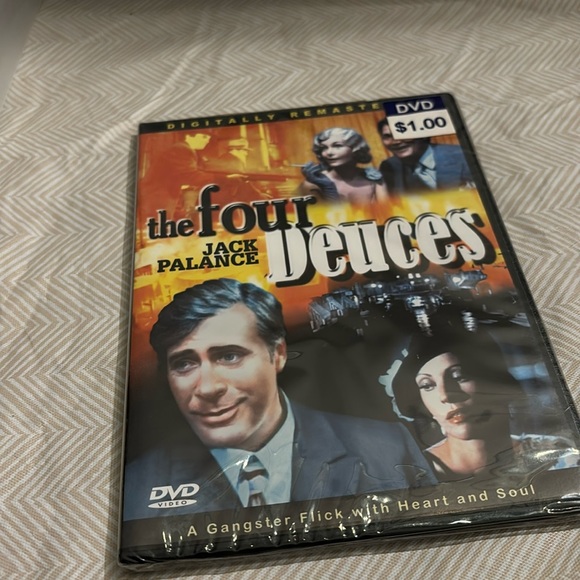 DIGITALLY REMASTE
DVD
$1.00
the four
JACK
PALANCE
Deuces
DVD
VIDEO
A Gangster Flick with Heart and Soul